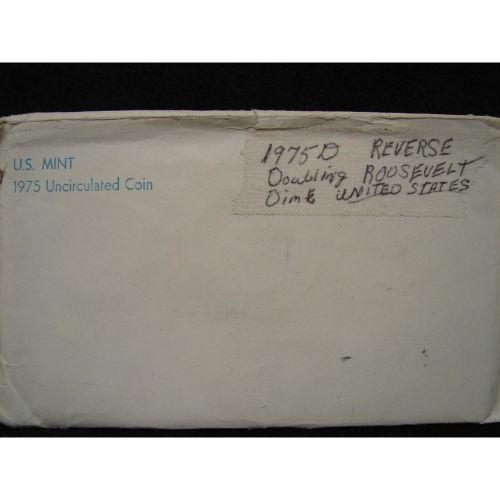 U.S. MINT
1975 Uncirculated Coin
1975 D REVERSE
Doubling ROOSEVELT
Dime UNITED STATES